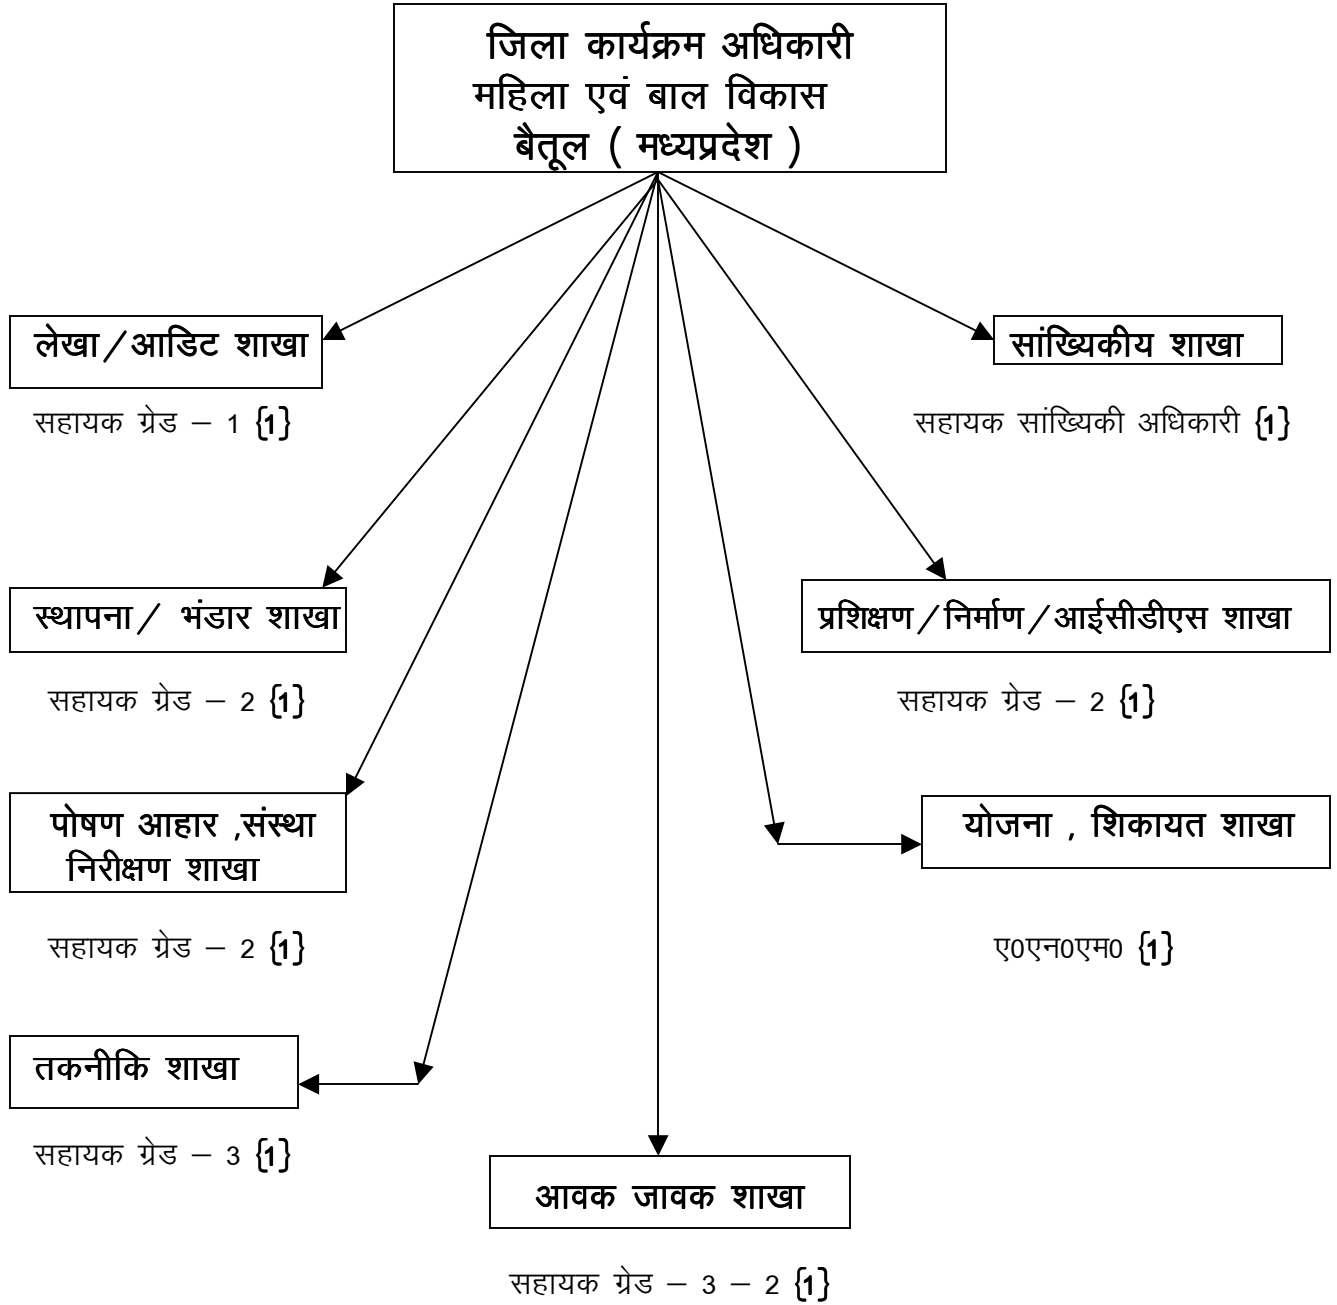 जिला कार्यक्रम अधिकारी
महिला एवं बाल विकास
बैतूल ( मध्यप्रदेश )
लेखा/आडिट शाखा
सहायक ग्रेड – 1 {1}
सांख्यिकीय शाखा
सहायक सांख्यिकी अधिकारी {1}
स्थापना/ भंडार शाखा
सहायक ग्रेड – 2 {1}
प्रशिक्षण/निर्माण/आईसीडीएस शाखा
सहायक ग्रेड – 2 {1}
पोषण आहार ,संस्था
निरीक्षण शाखा
सहायक ग्रेड – 2 {1}
योजना , शिकायत शाखा
ए0एन0एम0 {1}
तकनीकि शाखा
सहायक ग्रेड – 3 {1}
आवक जावक शाखा
सहायक ग्रेड – 3 – 2 {1}